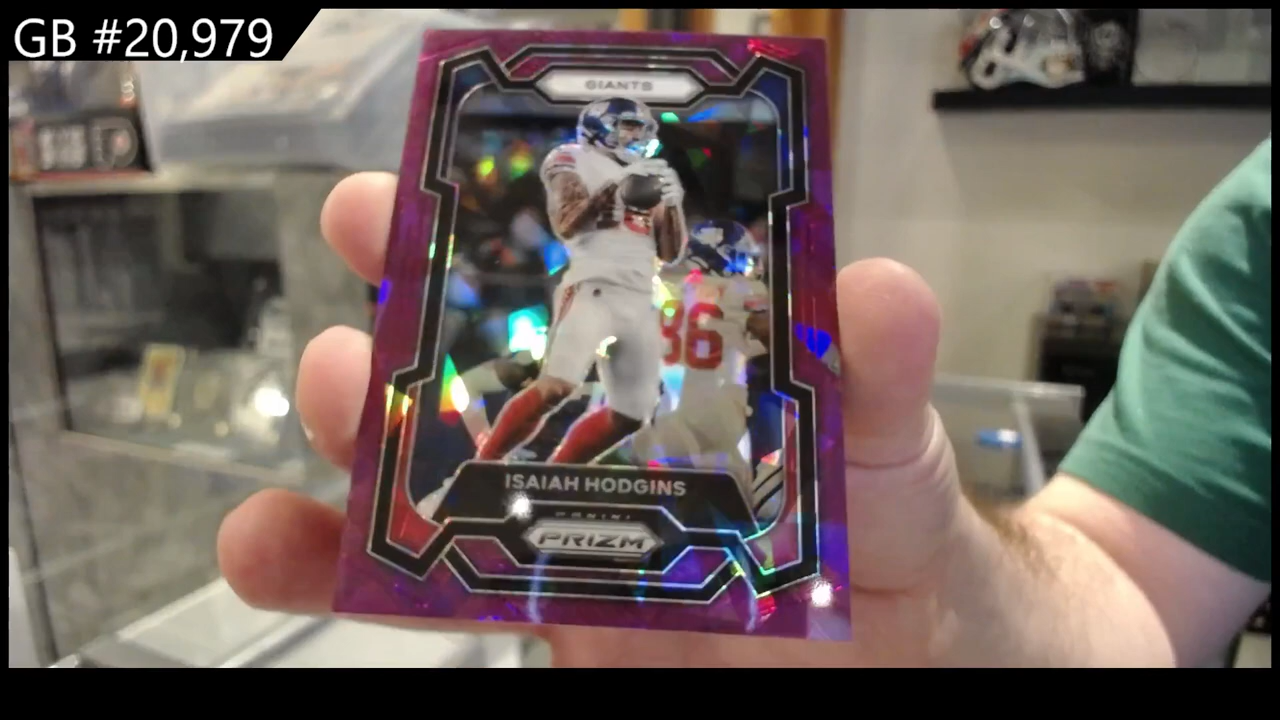 GB #20,979
GIANTS
86
ISAIAH HODGINS
PANINI
PRIZM